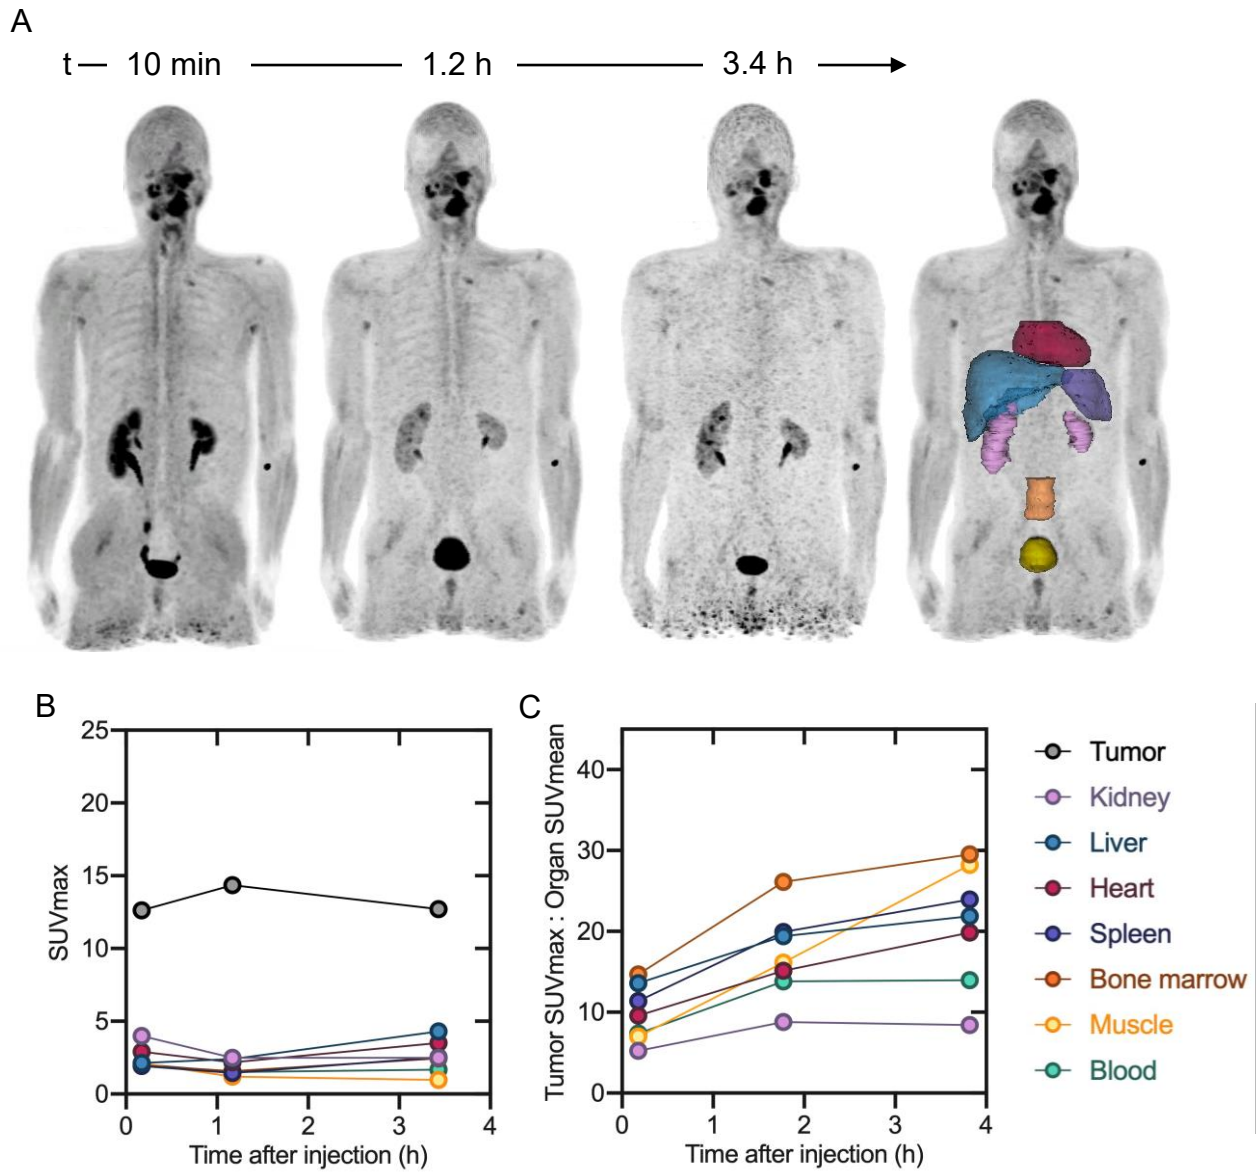 A
t 10 min 1.2 h 3.4 h
B
25
20
15
10
5
0
SUVmax
0 1 2 3 4
Time after injection (h)
C
40
30
20
10
0
Tumor SUVmax : Organ SUVmean
0 1 2 3 4
Time after injection (h)
Tumor
Kidney
Liver
Heart
Spleen
Bone marrow
Muscle
Blood